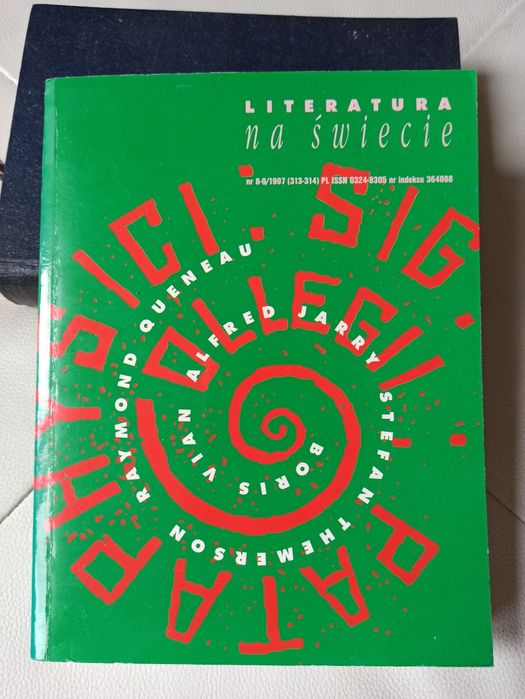 LITERATURA
na świecie
nr 8-9/1997 (313-314) PL ISSN 0324-8305 nr indeksu 364088
SIG.
OLLEGII
PATAPHYSICI
RAYMOND QUENEAU
ALFRED JARRY
STEFAN THEMERSON
BORIS VIAN